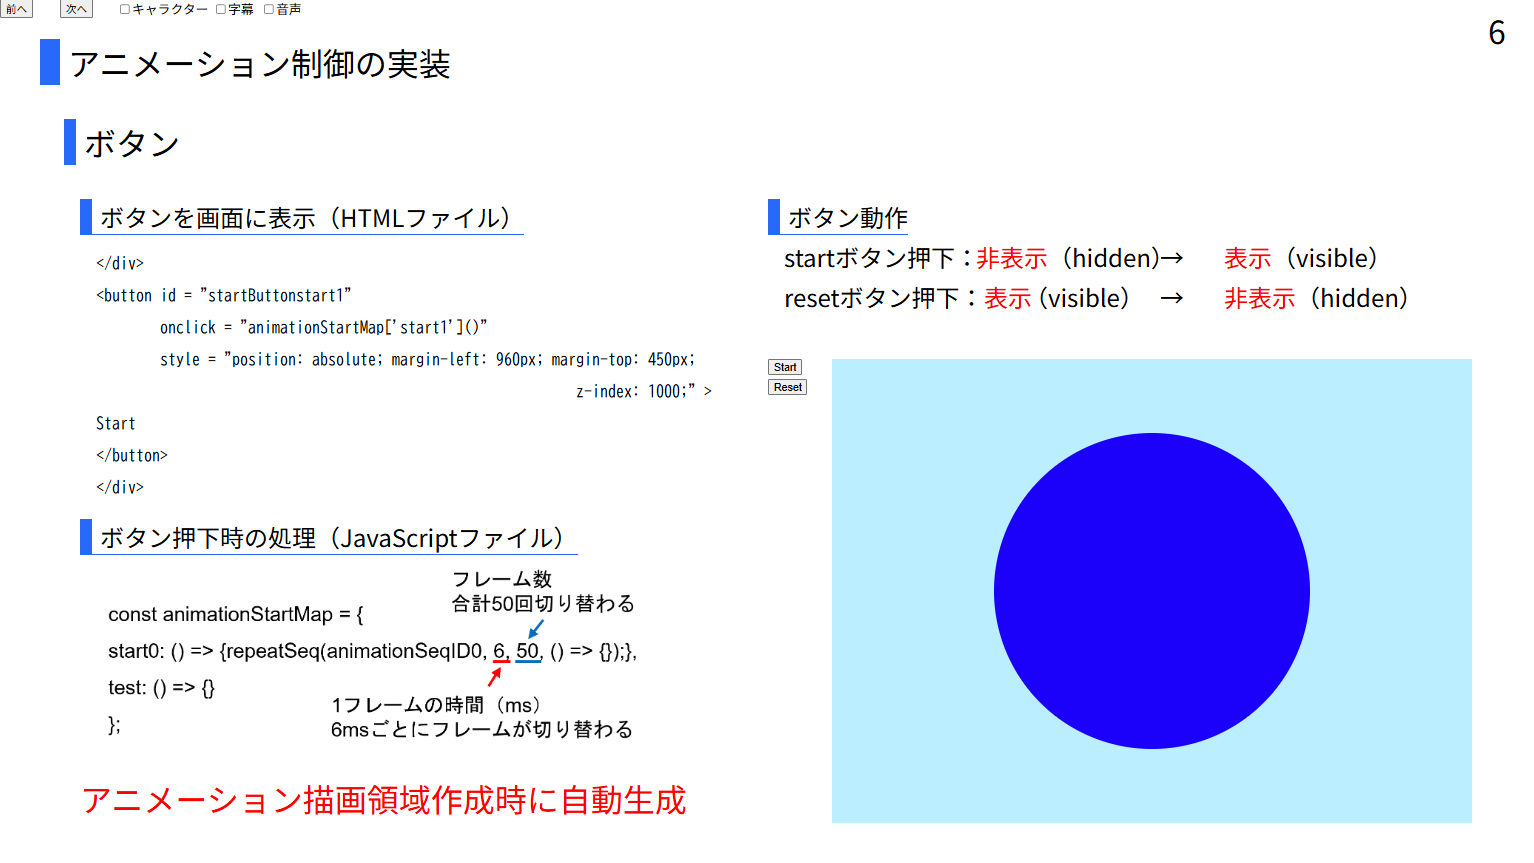 前へ 次へ キャラクター 字幕 音声
6
アニメーション制御の実装
ボタン
ボタンを画面に表示（HTMLファイル）
</div>
<button id = ”startButtonstart1”
onclick = ”animationStartMap['start1']()”
style = ”position: absolute; margin-left: 960px; margin-top: 450px;
z-index: 1000;” >
Start
</button>
</div>
ボタン押下時の処理（JavaScriptファイル）
フレーム数
合計50回切り替わる
const animationStartMap = {
start0: () => {repeatSeq(animationSeqID0, 6, 50, () => {});},
test: () => {}
};
1フレームの時間（ms）
6msごとにフレームが切り替わる
アニメーション描画領域作成時に自動生成
ボタン動作
startボタン押下：非表示（hidden）→ 表示（visible）
resetボタン押下：表示（visible） → 非表示（hidden）
Start
Reset